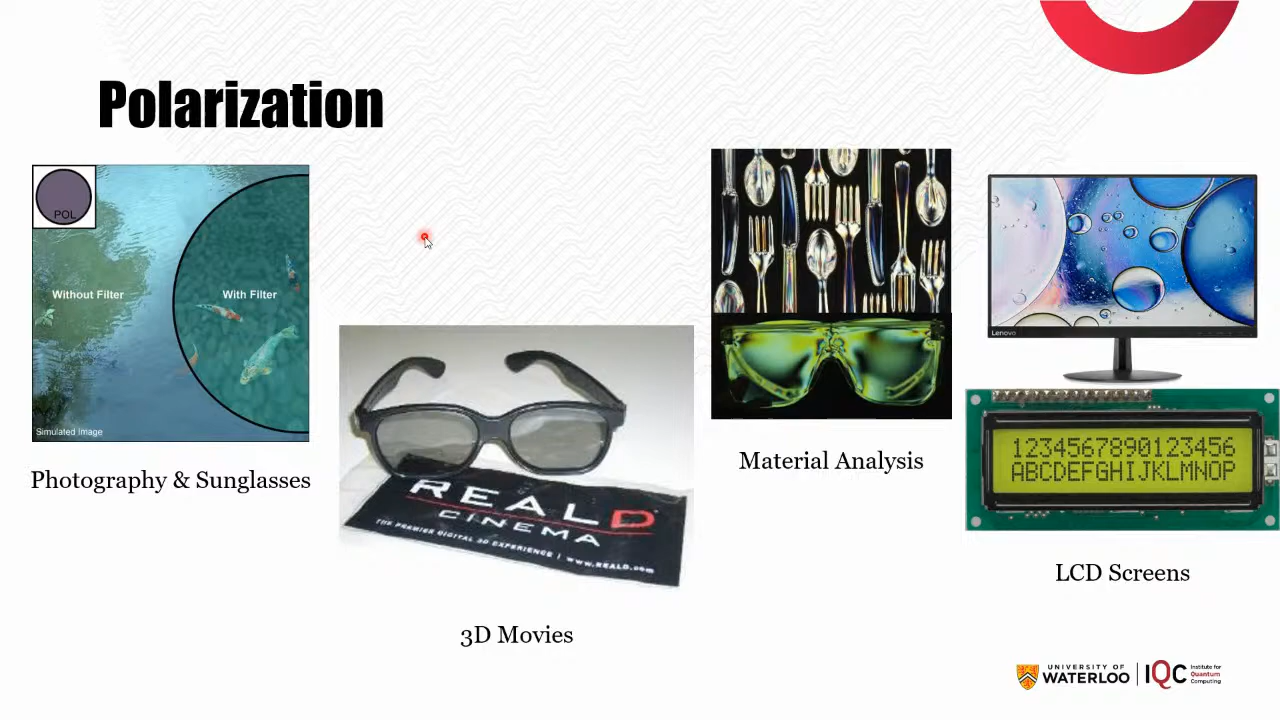 Polarization
POL
Without Filter
With Filter
Simulated Image
Photography & Sunglasses
REALD
CINEMA
THE PREMIER DIGITAL 3D EXPERIENCE | www.REALD.com
3D Movies
Material Analysis
Lenovo
1234567890123456
ABCDEFGHIJKLMNOP
LCD Screens
UNIVERSITY OF
WATERLOO
IQC
Institute for
Quantum
Computing